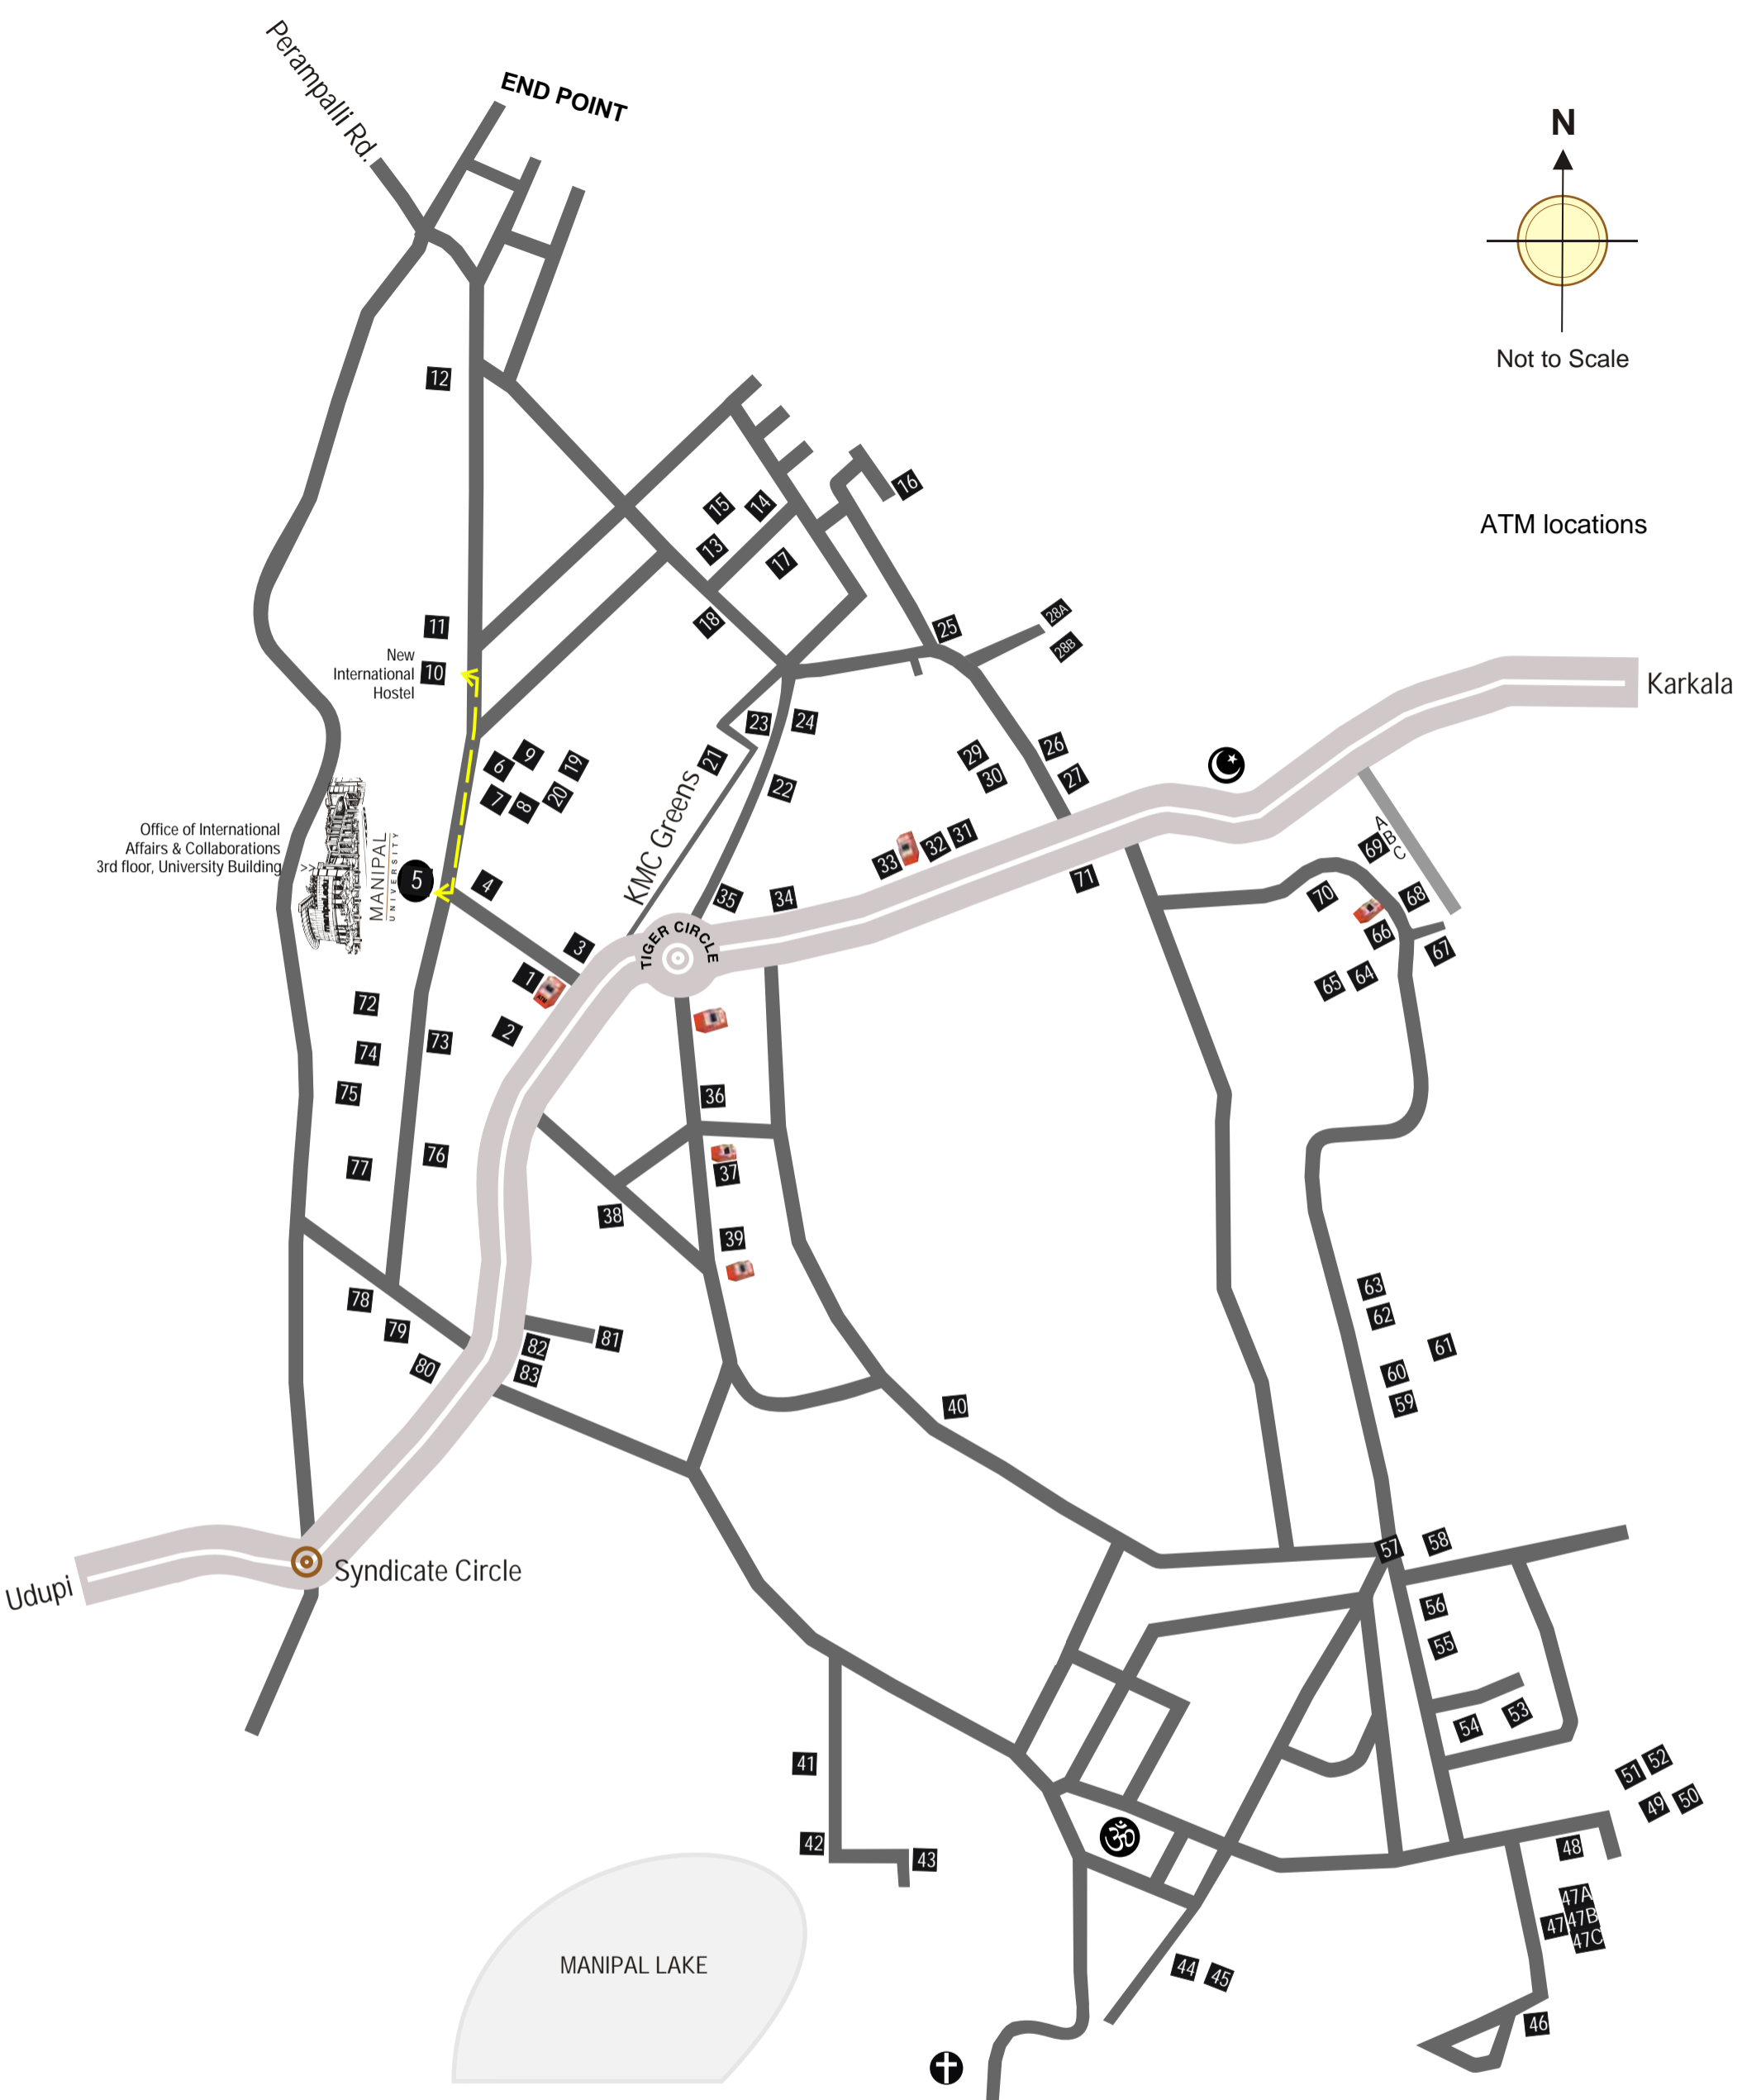 Perampalli Rd.
END POINT
N
Not to Scale
12
ATM locations
16
15
14
13
17
18
11
New
International
Hostel
10
25
28A
28B
Karkala
23
24
21
22
26
27
29
30
9
6
19
7
8
20
KMC Greens
Office of International
Affairs & Collaborations
3rd floor, University Building
>>
manipal.edu
MANIPAL
UNIVERSITY
5
4
3
1
ATM
2
35
34
TIGER CIRCLE
33
32
31
71
A
B
C
69
70
68
66
67
65
64
72
73
74
75
76
77
36
37
38
39
78
79
80
81
82
83
40
63
62
61
60
59
58
57
56
55
54
53
Udupi
Syndicate Circle
41
42
43
ॐ
51
52
49
50
48
47A
47
47B
47C
46
44
45
MANIPAL LAKE